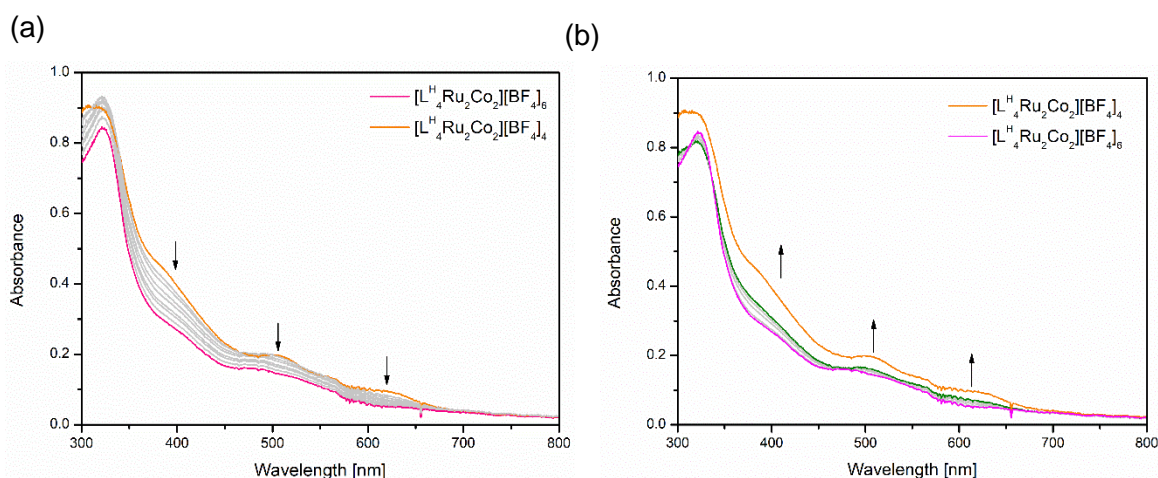 (a)
1.0
0.8
0.6
0.4
0.2
0.0
Absorbance
300 400 500 600 700 800
Wavelength [nm]
[Lᴴ₄Ru₂Co₂][BF₄]₆
[Lᴴ₄Ru₂Co₂][BF₄]₄
(b)
1.0
0.8
0.6
0.4
0.2
0.0
Absorbance
300 400 500 600 700 800
Wavelength [nm]
[Lᴴ₄Ru₂Co₂][BF₄]₄
[Lᴴ₄Ru₂Co₂][BF₄]₆